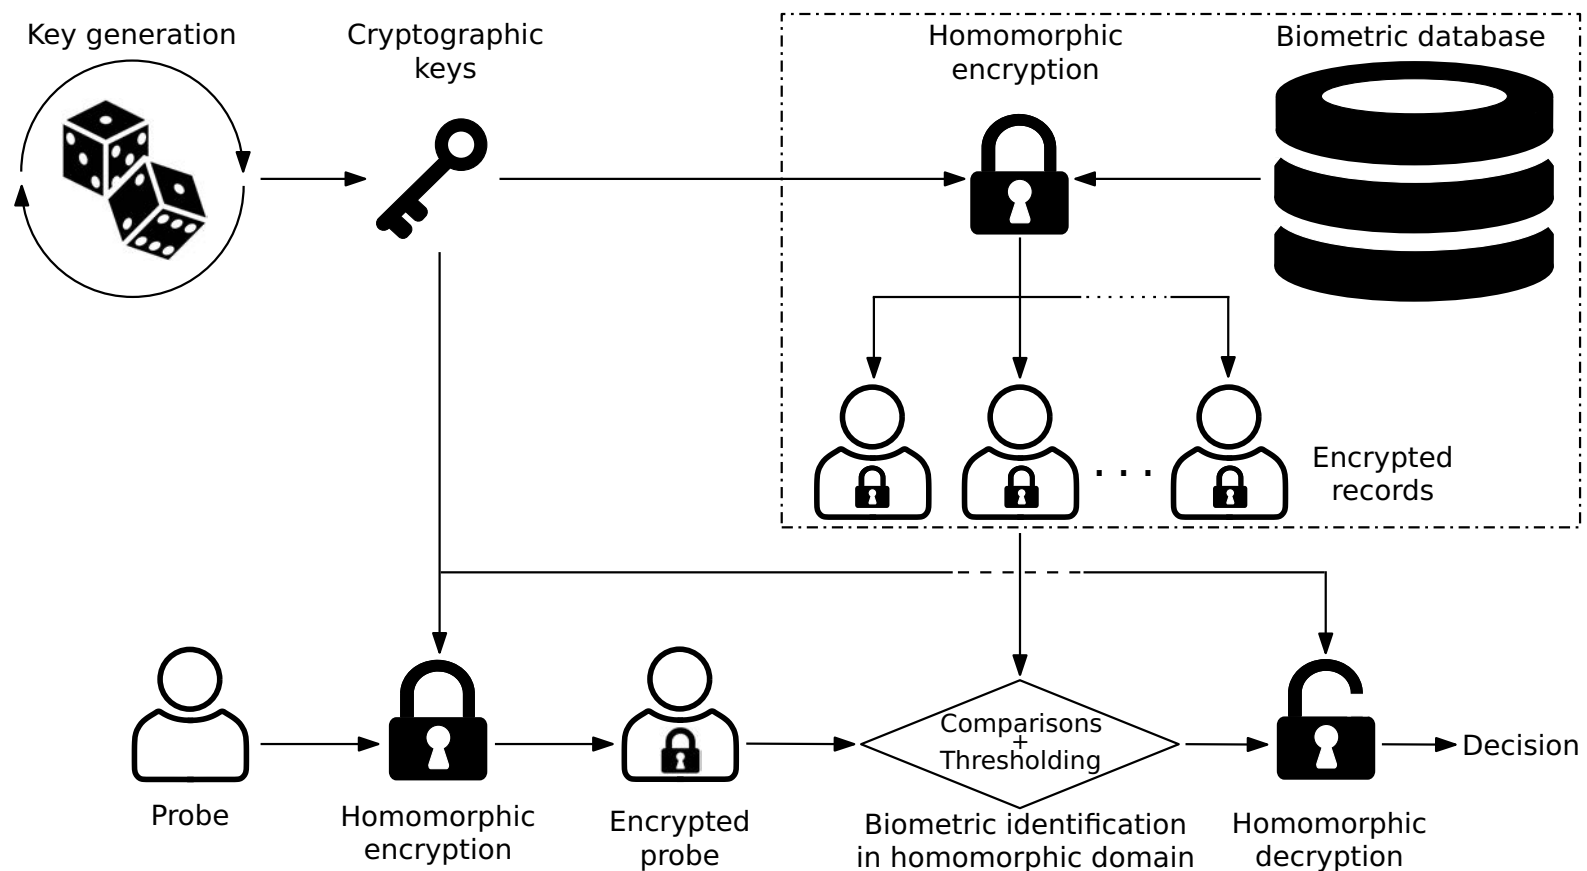 Key generation
Cryptographic
keys
Homomorphic
encryption
Biometric database
Encrypted
records
Comparisons
+
Thresholding
Decision
Probe
Homomorphic
encryption
Encrypted
probe
Biometric identification
in homomorphic domain
Homomorphic
decryption